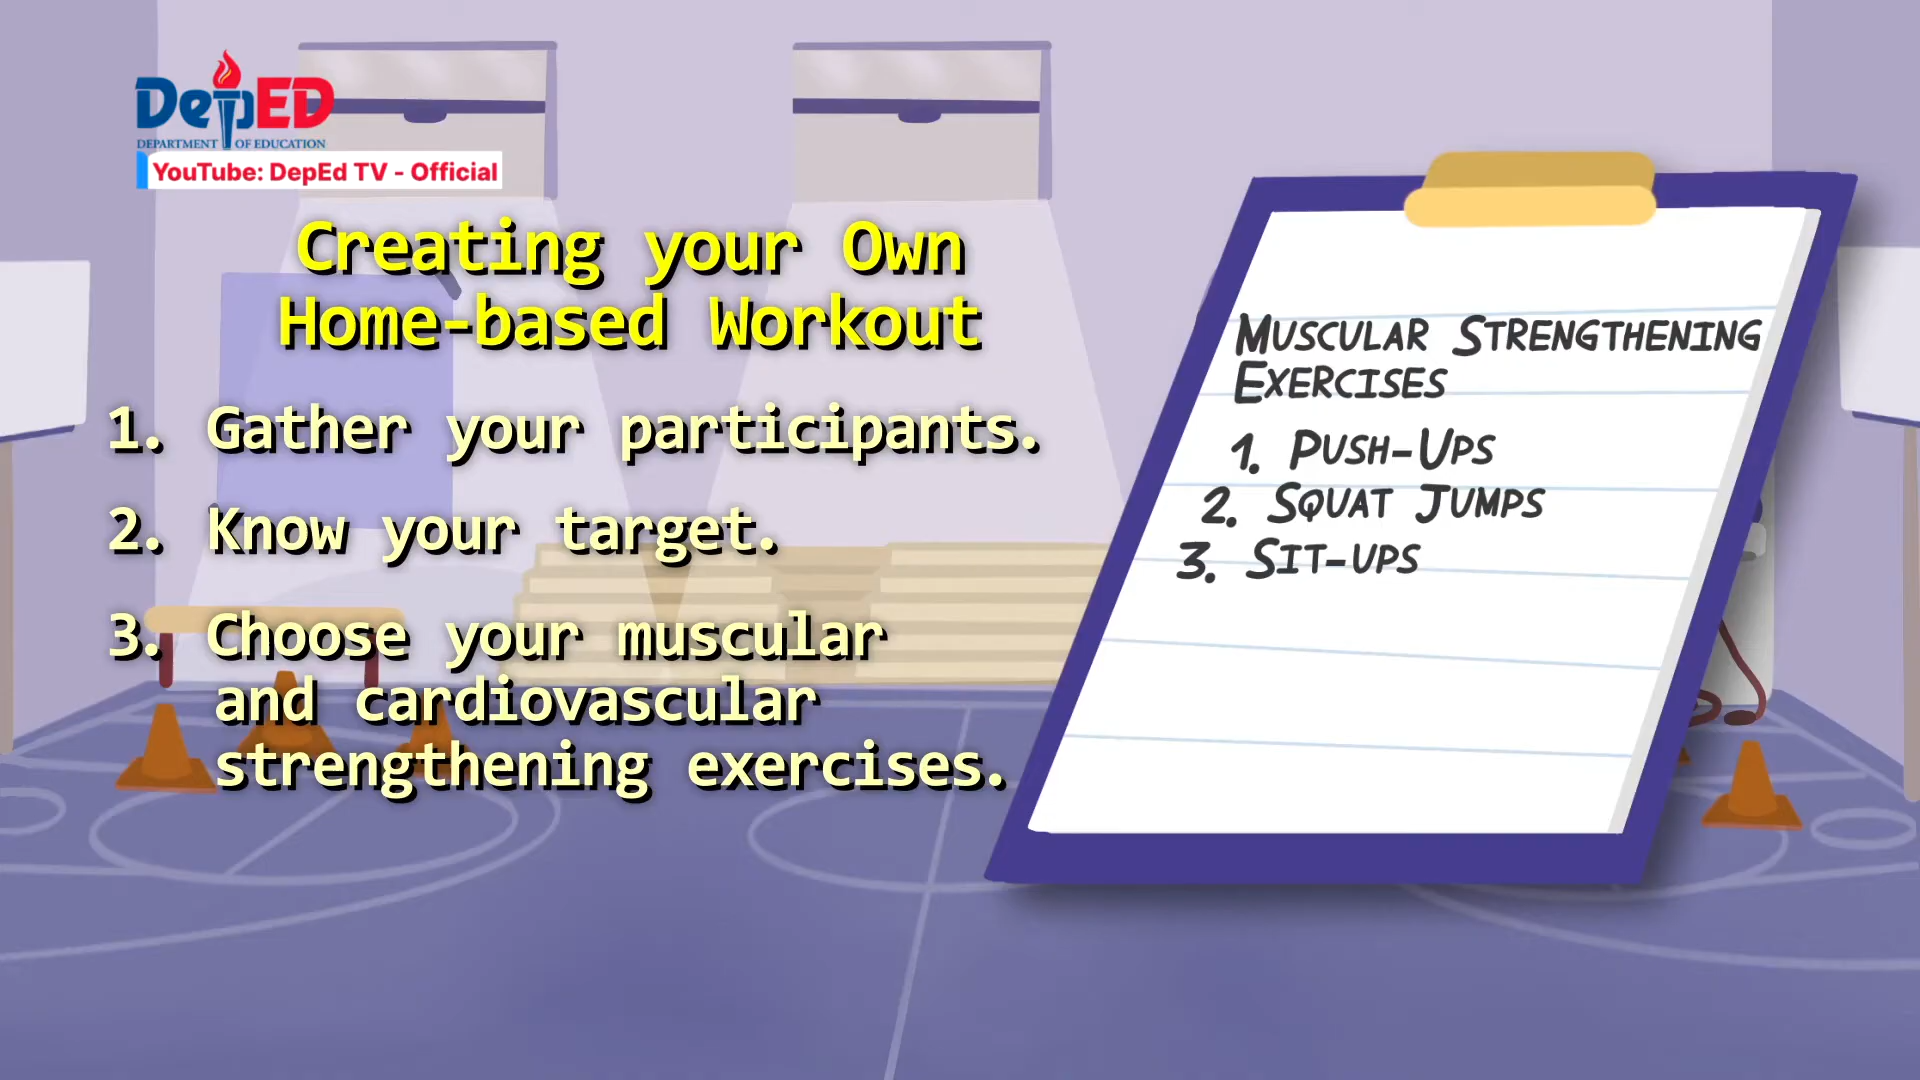 DepED
DEPARTMENT OF EDUCATION
YouTube: DepEd TV - Official
Creating your Own
Home-based Workout
1. Gather your participants.
2. Know your target.
3. Choose your muscular
and cardiovascular
strengthening exercises.
MUSCULAR STRENGTHENING
EXERCISES
1. PUSH-UPS
2. SQUAT JUMPS
3. SIT-UPS